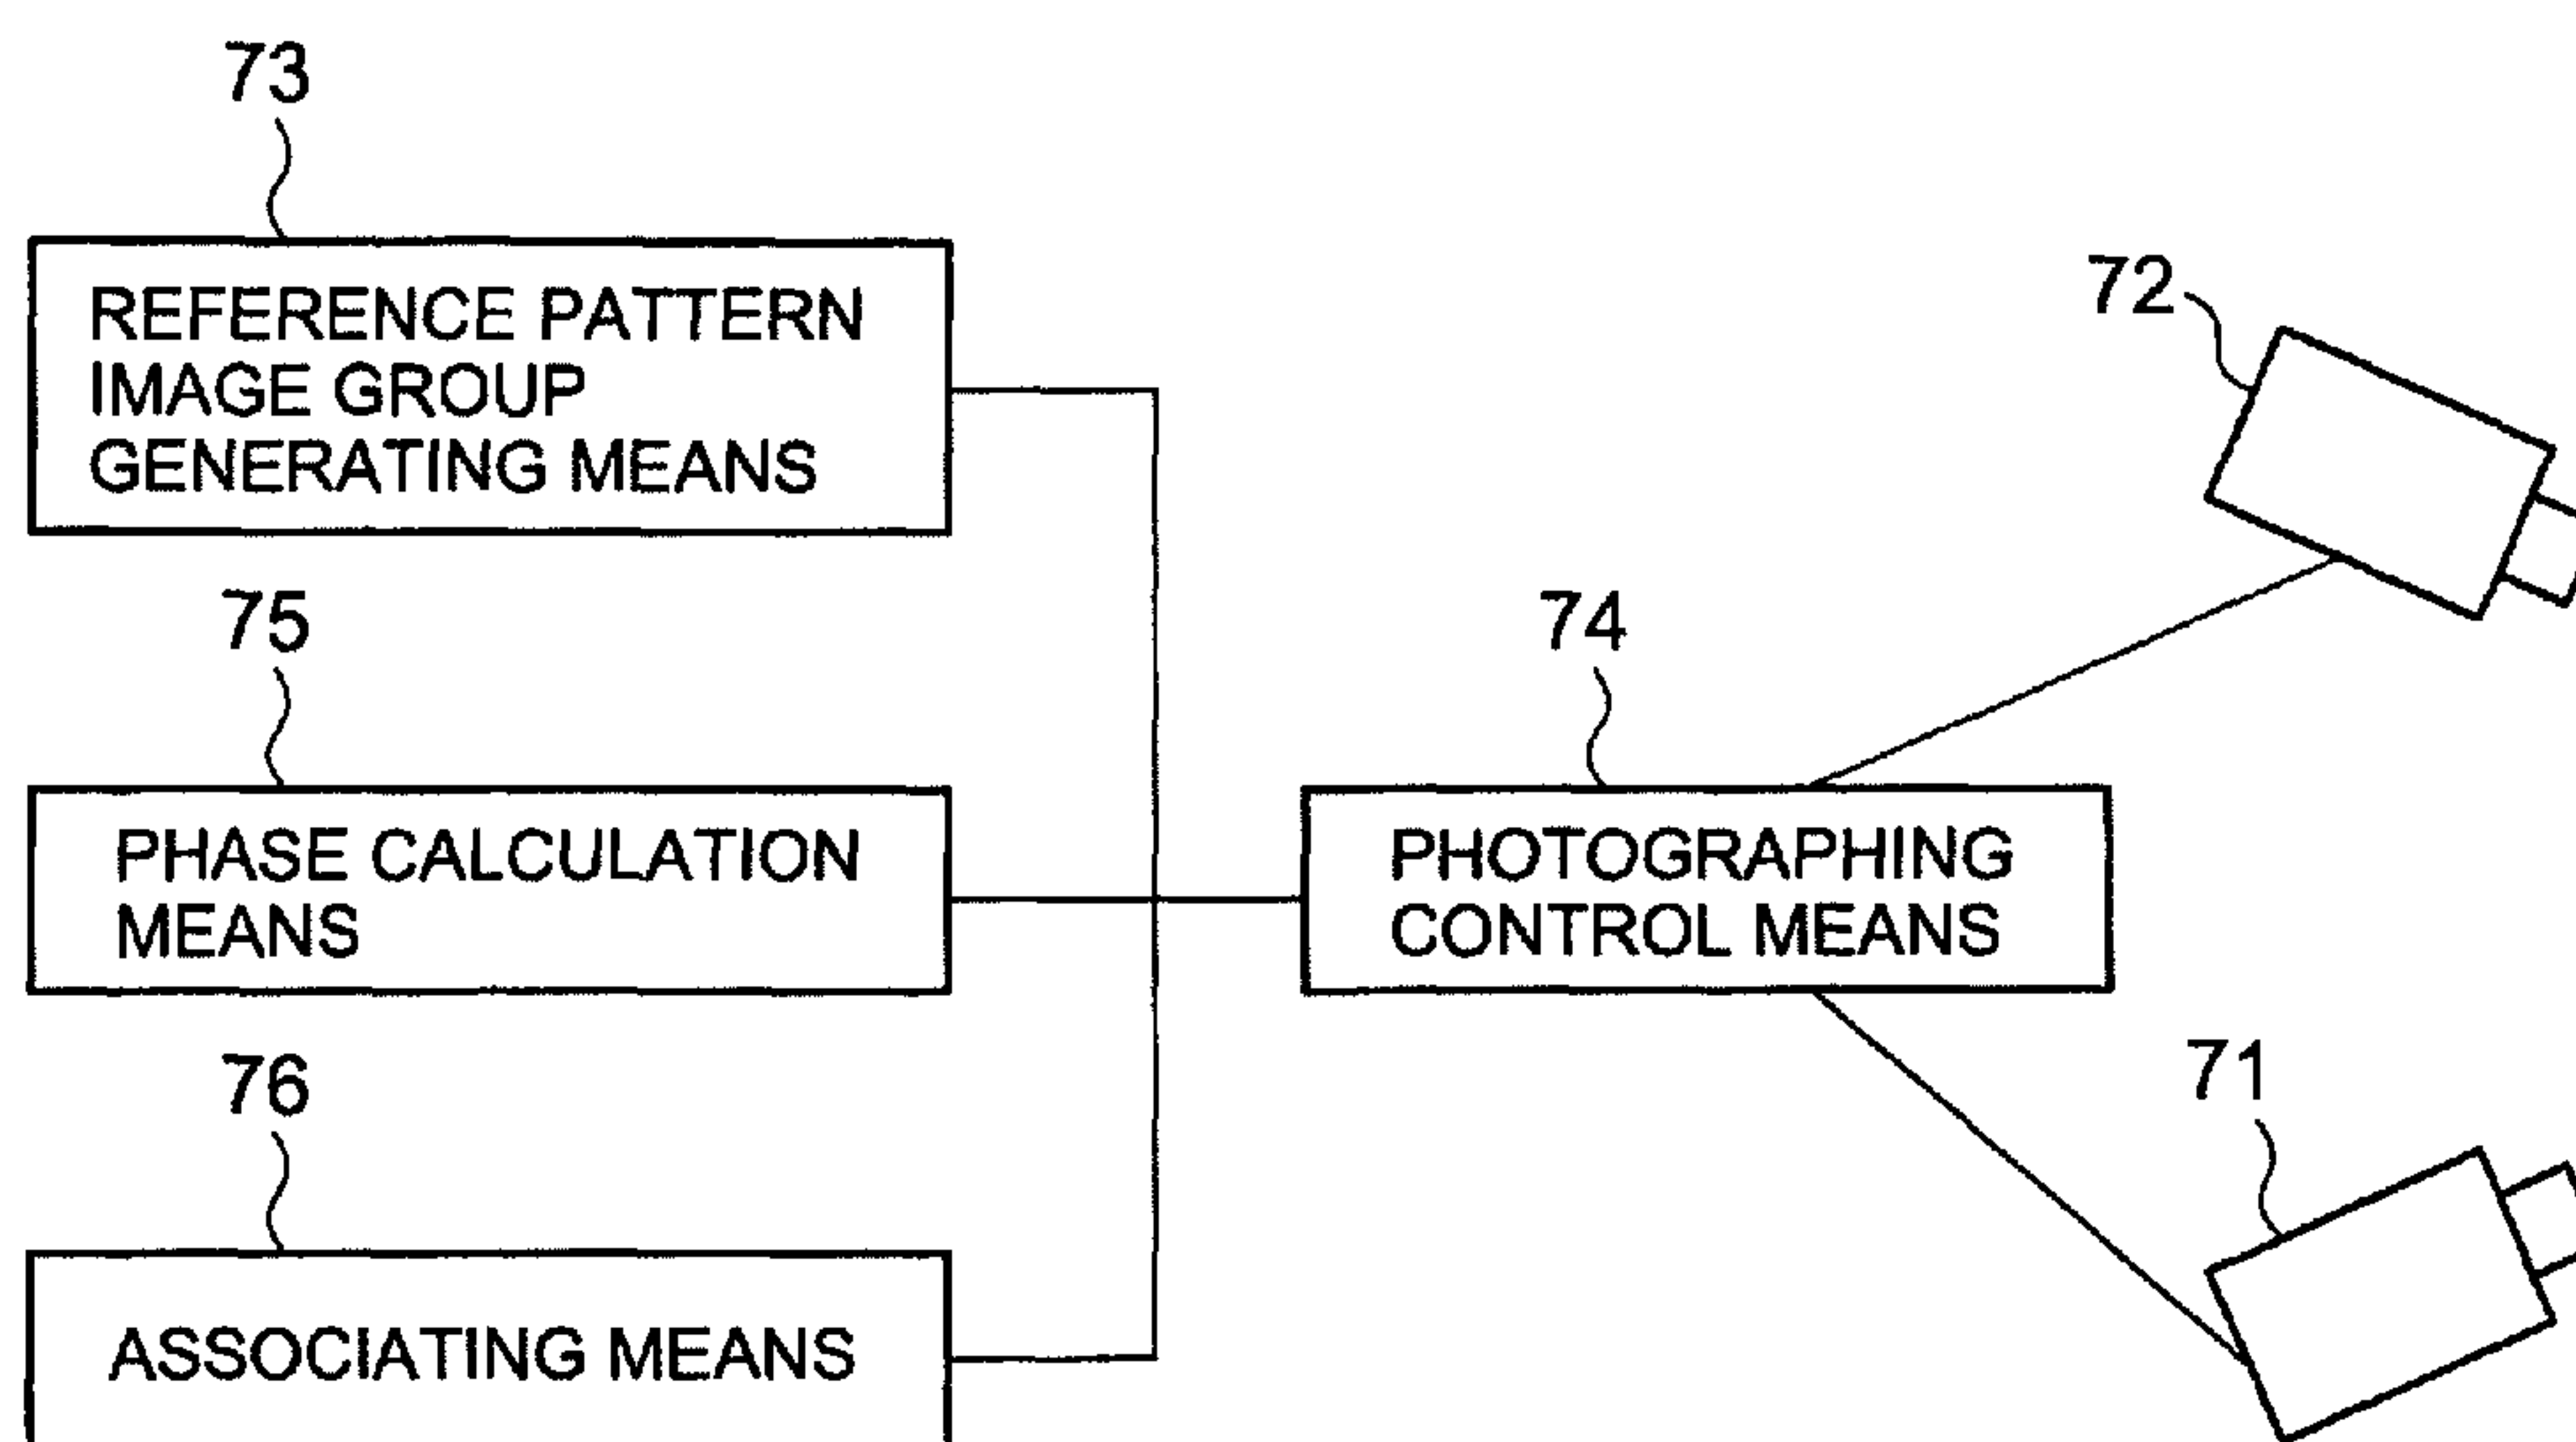 73
REFERENCE PATTERN
IMAGE GROUP
GENERATING MEANS
72
75
PHASE CALCULATION
MEANS
74
PHOTOGRAPHING
CONTROL MEANS
76
ASSOCIATING MEANS
71